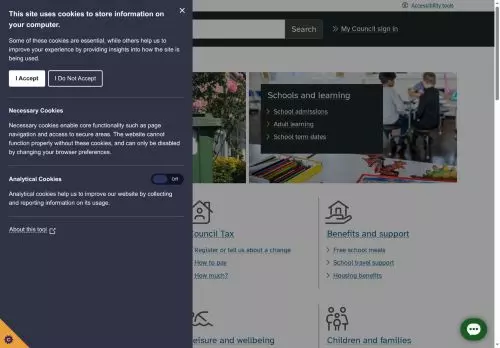 This site uses cookies to store information on
your computer.
Some of these cookies are essential, while others help us to
improve your experience by providing insights into how the site is
being used.
I Accept
I Do Not Accept
Necessary Cookies
Necessary cookies enable core functionality such as page
navigation and access to secure areas. The website cannot
function properly without these cookies, and can only be disabled
by changing your browser preferences.
Analytical Cookies
Off
Analytical cookies help us to improve our website by collecting
and reporting information on its usage.
About this tool
Accessibility tools
Search
My Council sign in
Schools and learning
School admissions
Adult learning
School term dates
Council Tax
Register or tell us about a change
How to pay
How much?
Benefits and support
Free school meals
School travel support
Housing benefits
eisure and wellbeing
Children and families